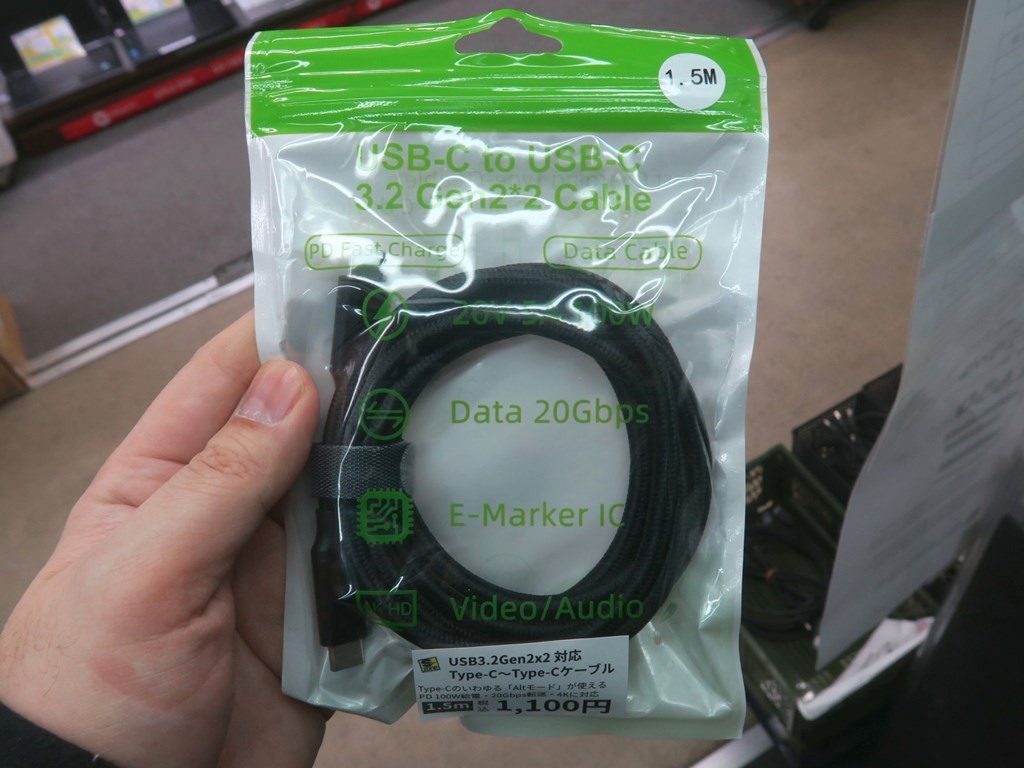 1.5M
USB-C to USB-C
3.2 Gen2*2 Cable
PD Fast Charge
Data Cable
20V-5A
Data 20Gbps
E-Marker IC
4K HD
Video/Audio
USB3.2Gen2x2 対応
Type-C～Type-Cケーブル
Type-Cのいわゆる「Altモード」が使える
PD 100W給電・20Gbps転送・4Kに対応
1.5m 税込 1,100円